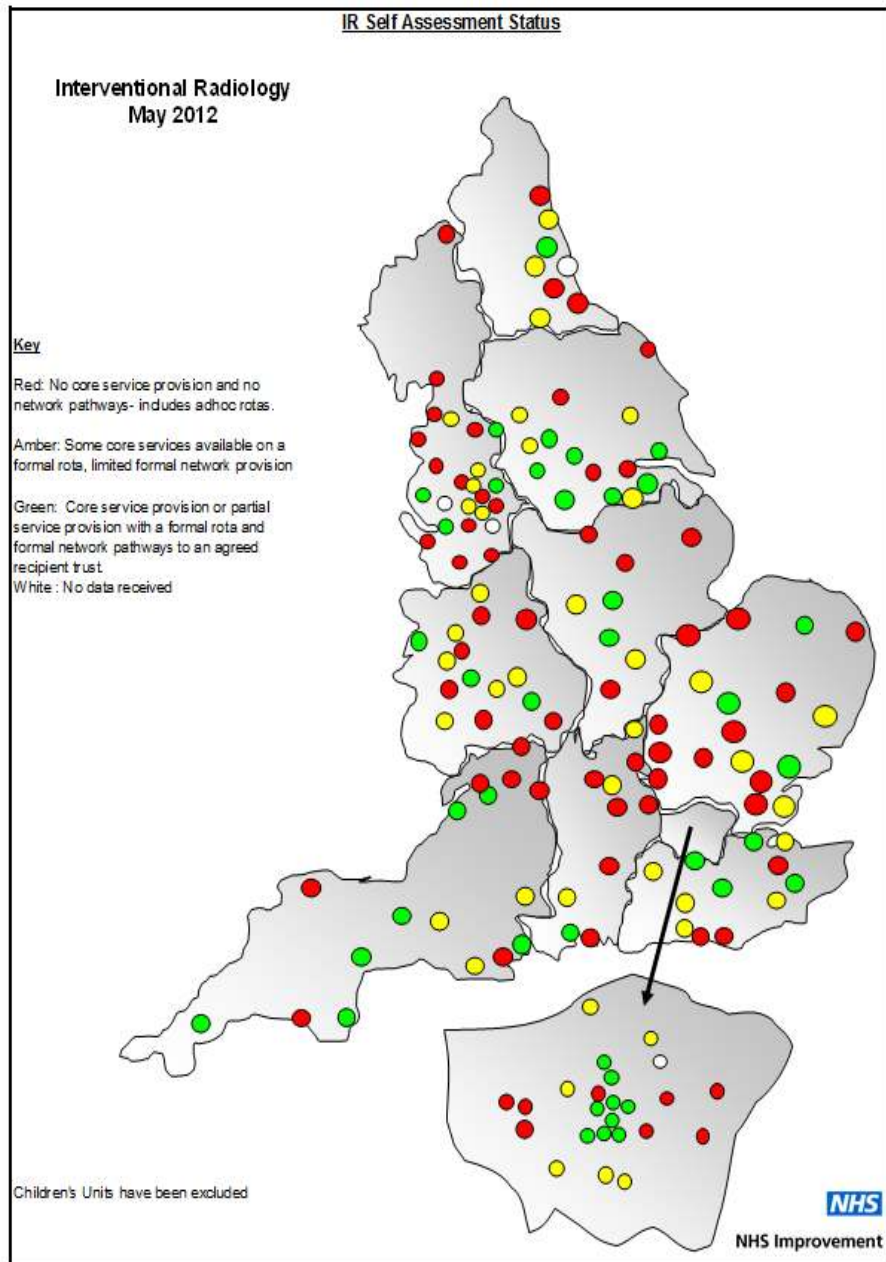 IR Self Assessment Status
Interventional Radiology
May 2012
Key
Red: No core service provision and no
network pathways- includes adhoc rotas.
Amber: Some core services available on a
formal rota, limited formal network provision
Green:  Core service provision or partial
service provision with a formal rota and
formal network pathways to an agreed
recipient trust.
White : No data received
Children's Units have been excluded
NHS
NHS Improvement